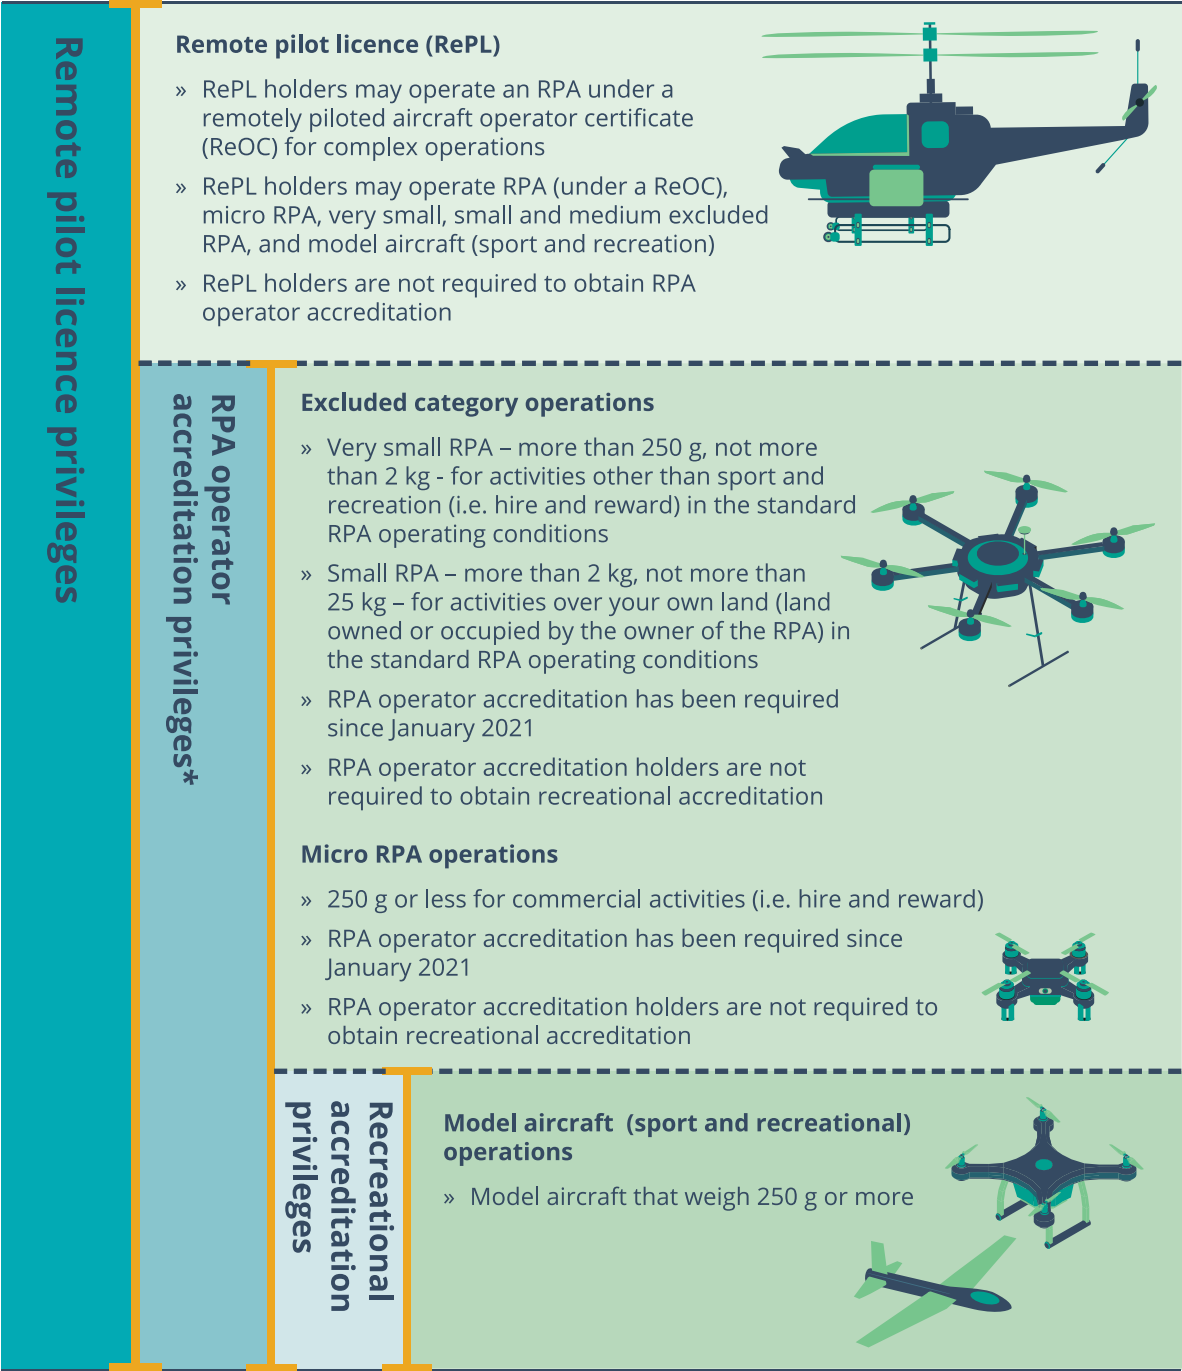 Remote pilot licence privileges
Remote pilot licence (RePL)
» RePL holders may operate an RPA under a
remotely piloted aircraft operator certificate
(ReOC) for complex operations
» RePL holders may operate RPA (under a ReOC),
micro RPA, very small, small and medium excluded
RPA, and model aircraft (sport and recreation)
» RePL holders are not required to obtain RPA
operator accreditation
RPA operator
accreditation privileges*
Excluded category operations
» Very small RPA – more than 250 g, not more
than 2 kg - for activities other than sport and
recreation (i.e. hire and reward) in the standard
RPA operating conditions
» Small RPA – more than 2 kg, not more than
25 kg – for activities over your own land (land
owned or occupied by the owner of the RPA) in
the standard RPA operating conditions
» RPA operator accreditation has been required
since January 2021
» RPA operator accreditation holders are not
required to obtain recreational accreditation
Micro RPA operations
» 250 g or less for commercial activities (i.e. hire and reward)
» RPA operator accreditation has been required since
January 2021
» RPA operator accreditation holders are not required to
obtain recreational accreditation
Recreational
accreditation
privileges
Model aircraft (sport and recreational)
operations
» Model aircraft that weigh 250 g or more